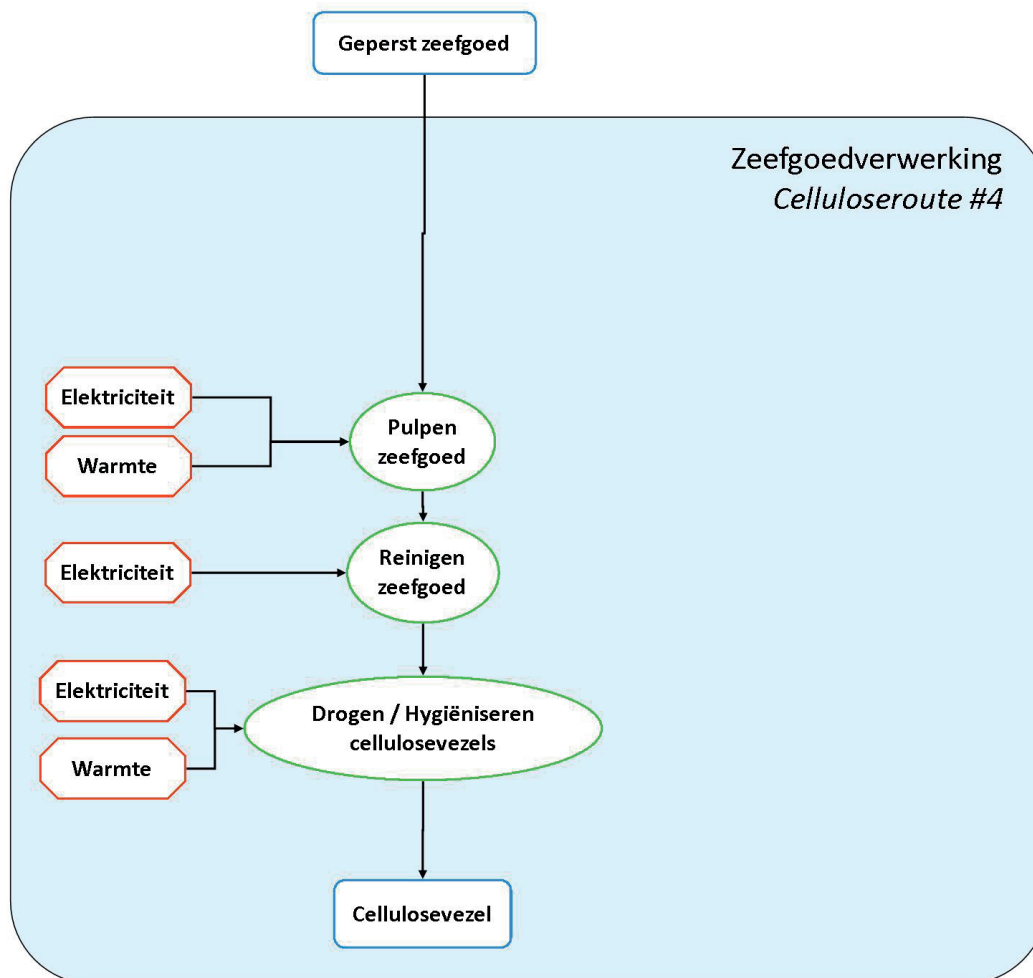 Geperst zeefgoed
Zeefgoedverwerking
Celluloseroute #4
Elektriciteit
Warmte
Pulpen
zeefgoed
Elektriciteit
Reinigen
zeefgoed
Elektriciteit
Warmte
Drogen / Hygiëniseren
cellulosevezels
Cellulosevezel